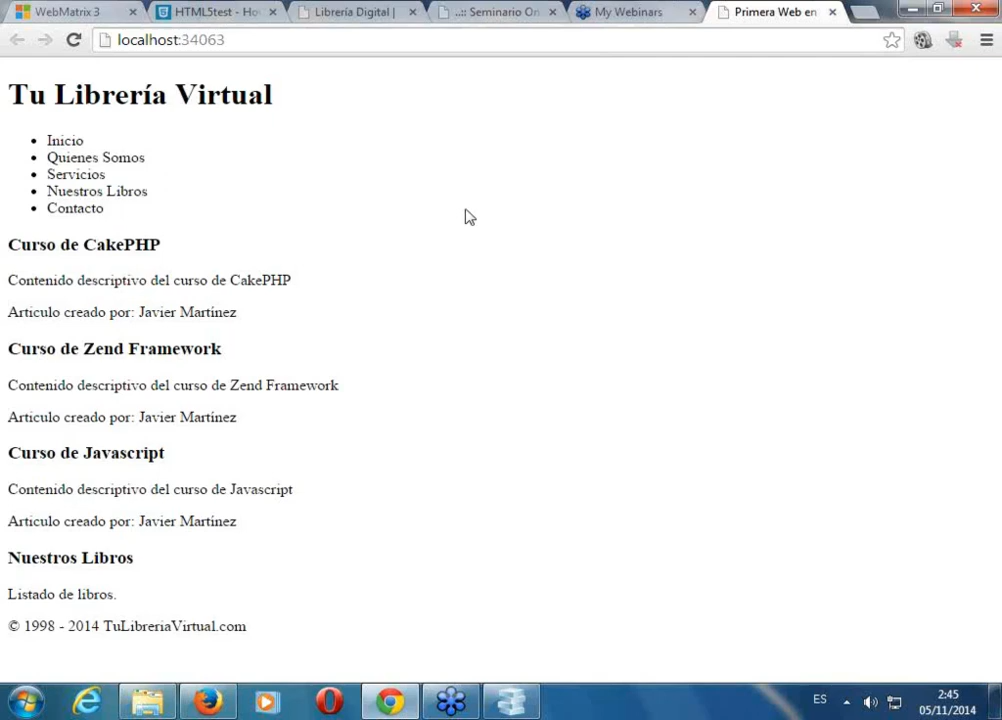 WebMatrix 3
HTML5test - Ho
Librería Digital |
..:: Seminario On
My Webinars
Primera Web en
localhost:34063
Tu Librería Virtual
Inicio
Quienes Somos
Servicios
Nuestros Libros
Contacto
Curso de CakePHP
Contenido descriptivo del curso de CakePHP
Articulo creado por: Javier Martínez
Curso de Zend Framework
Contenido descriptivo del curso de Zend Framework
Articulo creado por: Javier Martínez
Curso de Javascript
Contenido descriptivo del curso de Javascript
Articulo creado por: Javier Martínez
Nuestros Libros
Listado de libros.
© 1998 - 2014 TuLibreriaVirtual.com
ES
2:45
05/11/2014